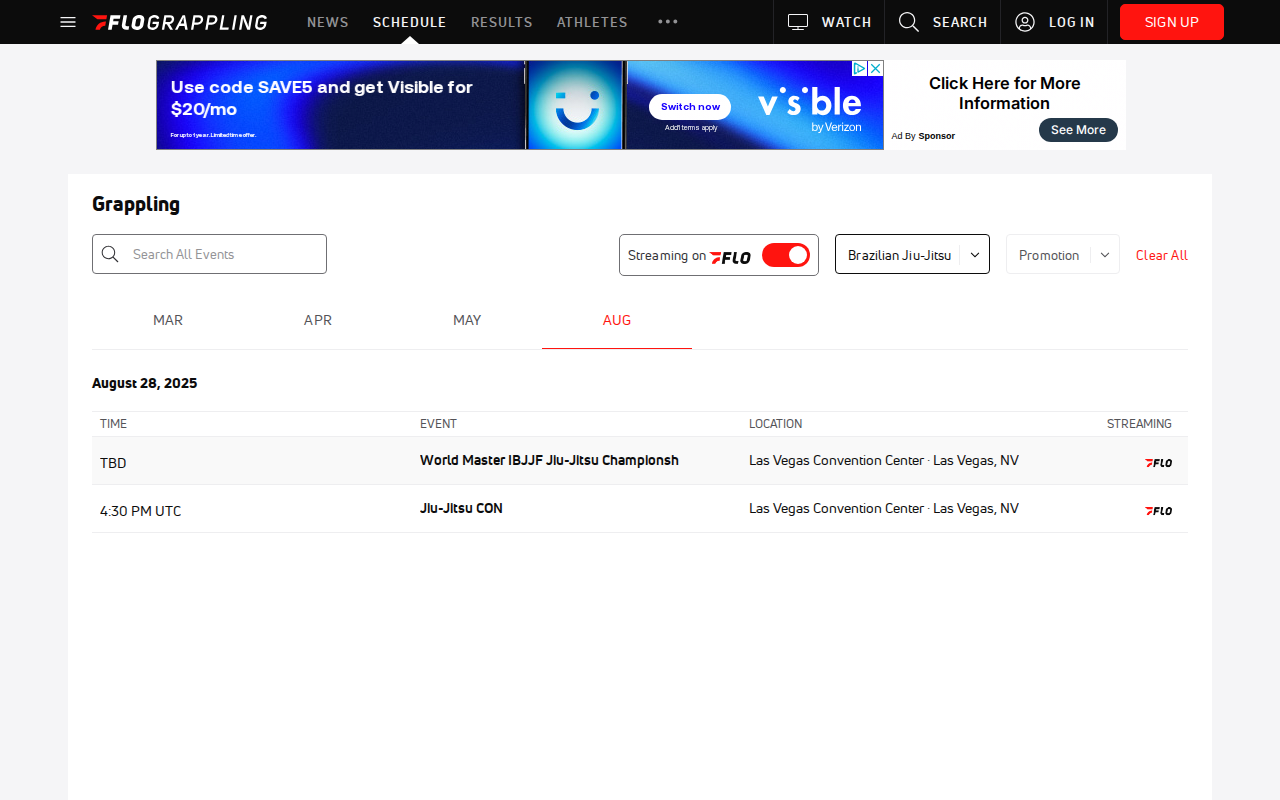 FLOGRAPPLING NEWS SCHEDULE RESULTS ATHLETES ••• WATCH SEARCH LOG IN SIGN UP
Use code SAVE5 and get Visible for
$20/mo
For up to 1 year. Limited time offer.
Switch now
Add'l terms apply
visible
by Verizon
Click Here for More
Information
Ad By Sponsor
See More
Grappling
Search All Events
Streaming on FLO
Brazilian Jiu-Jitsu
Promotion
Clear All
MAR APR MAY AUG
August 28, 2025
TIME EVENT LOCATION STREAMING
TBD World Master IBJJF Jiu-Jitsu Championsh Las Vegas Convention Center · Las Vegas, NV FLO
4:30 PM UTC Jiu-Jitsu CON Las Vegas Convention Center · Las Vegas, NV FLO